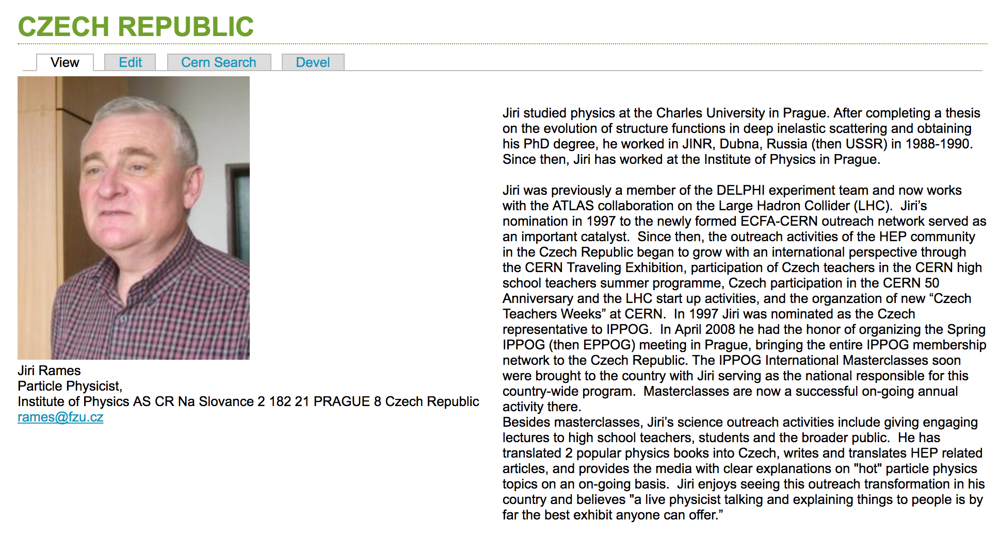 CZECH REPUBLIC
View
Edit
Cern Search
Devel
Jiri Rames
Particle Physicist,
Institute of Physics AS CR Na Slovance 2 182 21 PRAGUE 8 Czech Republic
rames@fzu.cz
Jiri studied physics at the Charles University in Prague. After completing a thesis
on the evolution of structure functions in deep inelastic scattering and obtaining
his PhD degree, he worked in JINR, Dubna, Russia (then USSR) in 1988-1990.
Since then, Jiri has worked at the Institute of Physics in Prague.
Jiri was previously a member of the DELPHI experiment team and now works
with the ATLAS collaboration on the Large Hadron Collider (LHC).  Jiri’s
nomination in 1997 to the newly formed ECFA-CERN outreach network served as
an important catalyst.  Since then, the outreach activities of the HEP community
in the Czech Republic began to grow with an international perspective through
the CERN Traveling Exhibition, participation of Czech teachers in the CERN high
school teachers summer programme, Czech participation in the CERN 50
Anniversary and the LHC start up activities, and the organzation of new “Czech
Teachers Weeks” at CERN.  In 1997 Jiri was nominated as the Czech
representative to IPPOG.  In April 2008 he had the honor of organizing the Spring
IPPOG (then EPPOG) meeting in Prague, bringing the entire IPPOG membership
network to the Czech Republic. The IPPOG International Masterclasses soon
were brought to the country with Jiri serving as the national responsible for this
country-wide program.  Masterclasses are now a successful on-going annual
activity there.
Besides masterclasses, Jiri’s science outreach activities include giving engaging
lectures to high school teachers, students and the broader public.  He has
translated 2 popular physics books into Czech, writes and translates HEP related
articles, and provides the media with clear explanations on "hot" particle physics
topics on an on-going basis.  Jiri enjoys seeing this outreach transformation in his
country and believes "a live physicist talking and explaining things to people is by
far the best exhibit anyone can offer.”